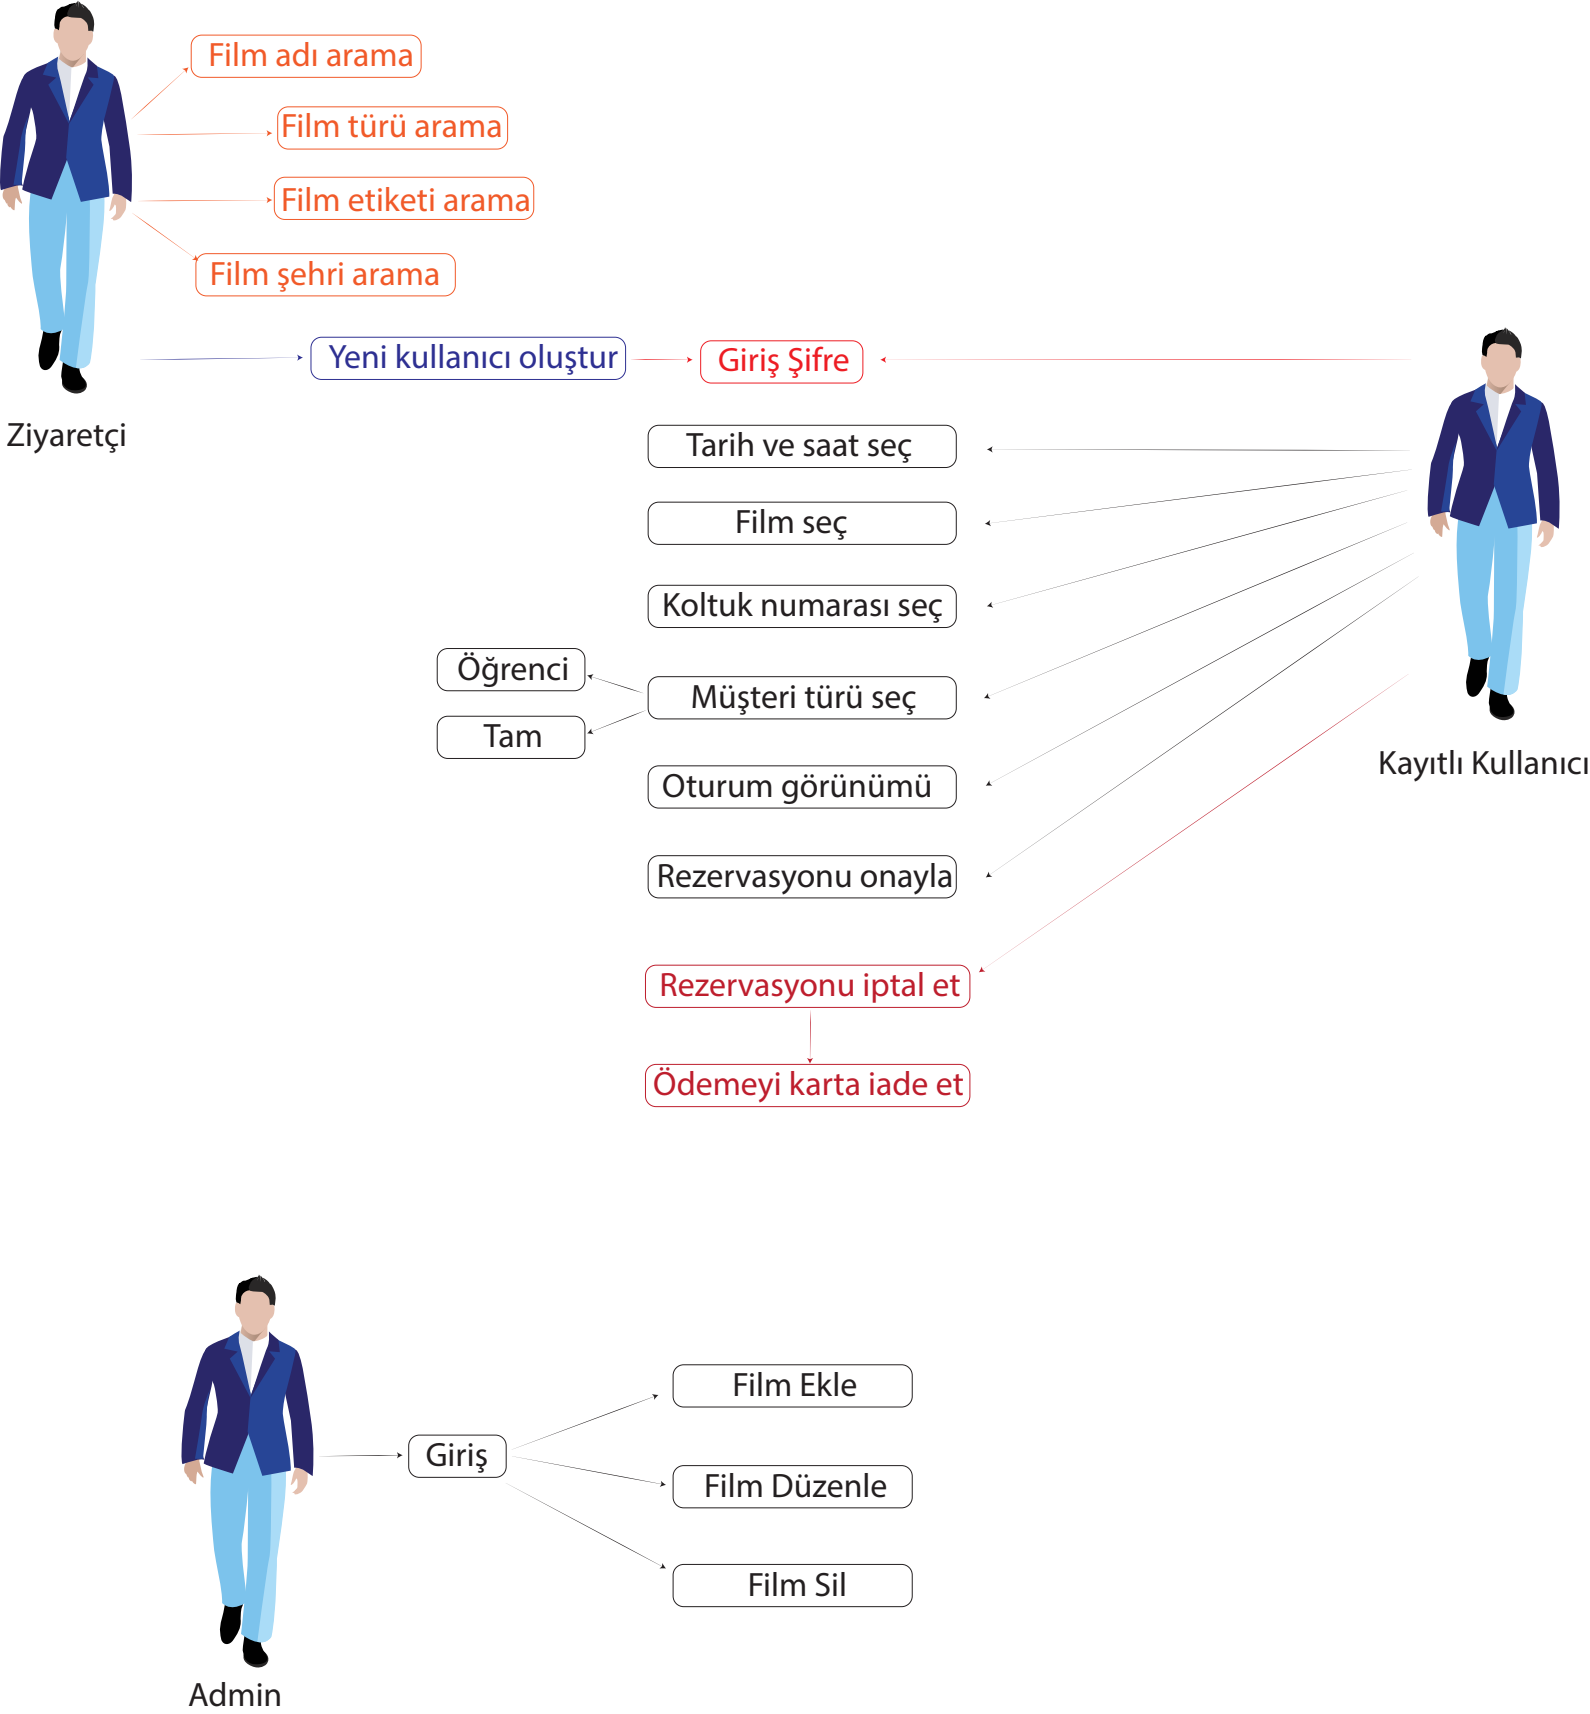 Film adı arama
Film türü arama
Film etiketi arama
Film şehri arama
Yeni kullanıcı oluştur
Giriş Şifre
Ziyaretçi
Tarih ve saat seç
Film seç
Koltuk numarası seç
Öğrenci
Müşteri türü seç
Tam
Kayıtlı Kullanıcı
Oturum görünümü
Rezervasyonu onayla
Rezervasyonu iptal et
Ödemeyi karta iade et
Film Ekle
Giriş
Film Düzenle
Film Sil
Admin